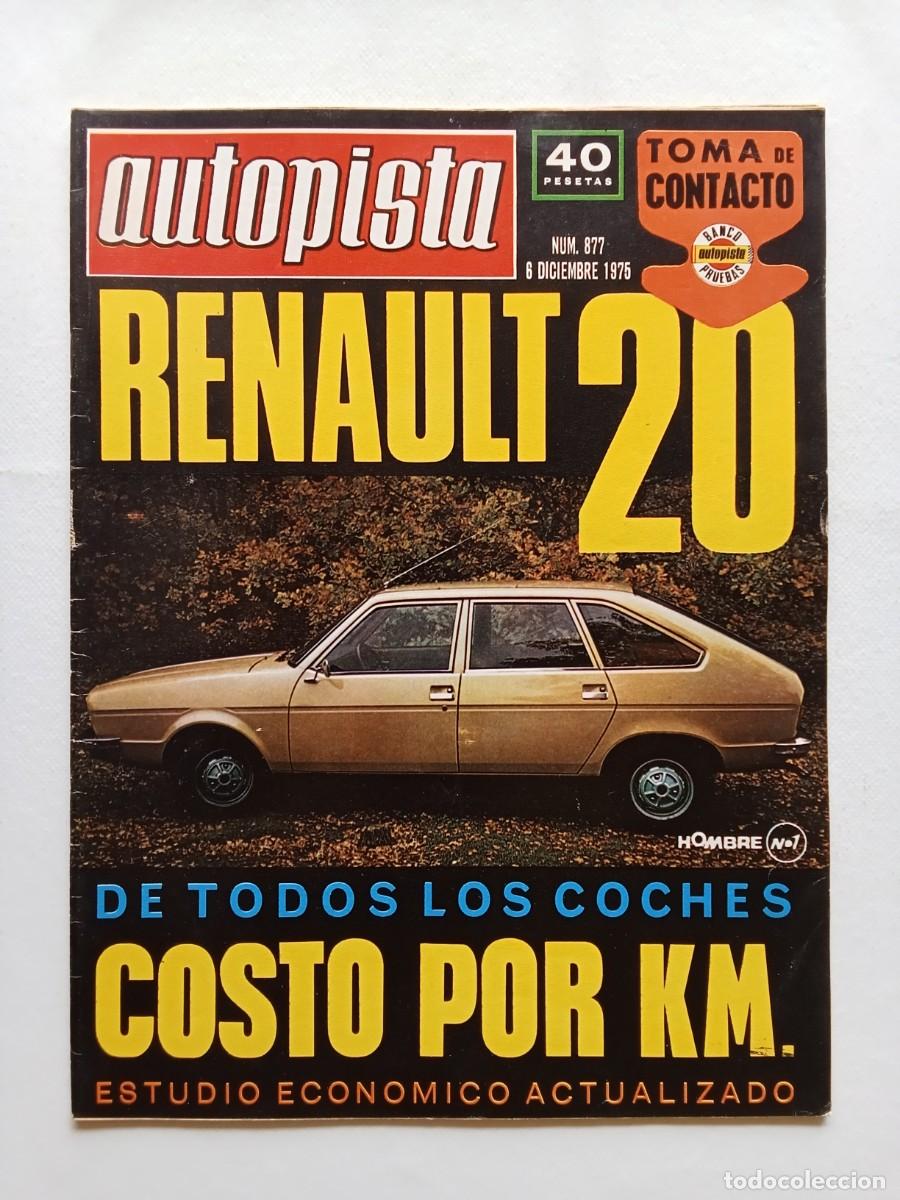 autopista
40
PESETAS
NUM. 877
6 DICIEMBRE 1975
TOMA DE
CONTACTO
BANCO
autopista
PRUEBAS
RENAULT 20
HOMBRE Nº1
DE TODOS LOS COCHES
COSTO POR KM.
ESTUDIO ECONOMICO ACTUALIZADO
todocoleccion